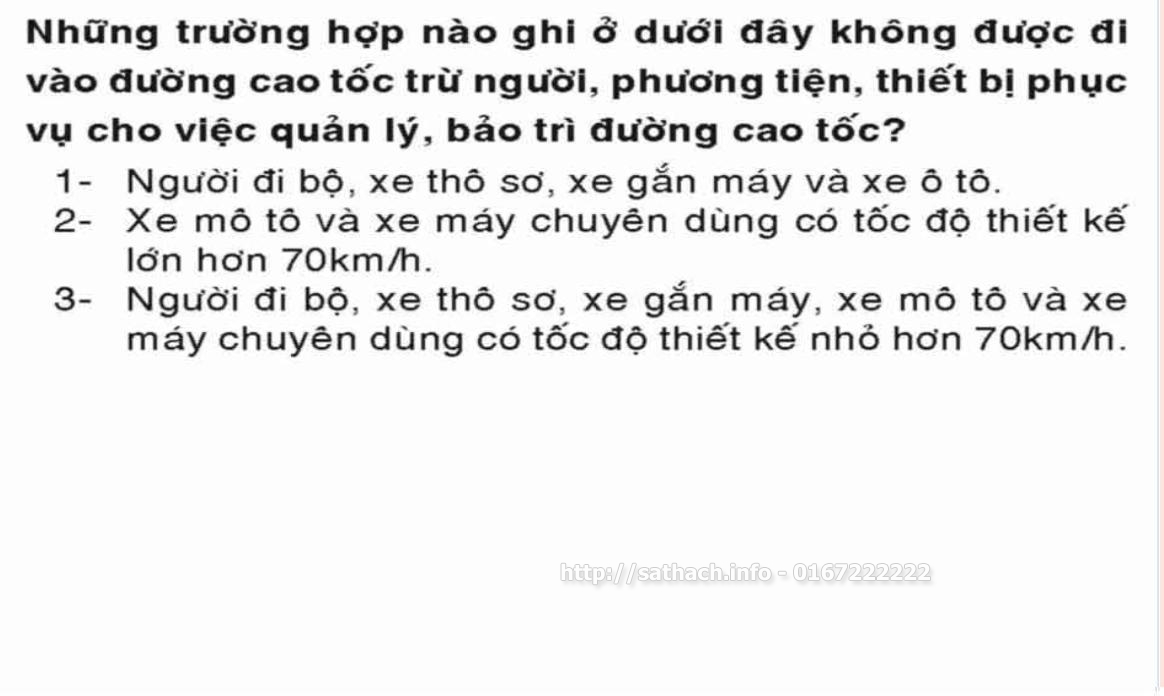 Những trường hợp nào ghi ở dưới đây không được đi
vào đường cao tốc trừ người, phương tiện, thiết bị phục
vụ cho việc quản lý, bảo trì đường cao tốc?
1- Người đi bộ, xe thô sơ, xe gắn máy và xe ô tô.
2- Xe mô tô và xe máy chuyên dùng có tốc độ thiết kế
lớn hơn 70km/h.
3- Người đi bộ, xe thô sơ, xe gắn máy, xe mô tô và xe
máy chuyên dùng có tốc độ thiết kế nhỏ hơn 70km/h.
http://sathach.info - 0167222222